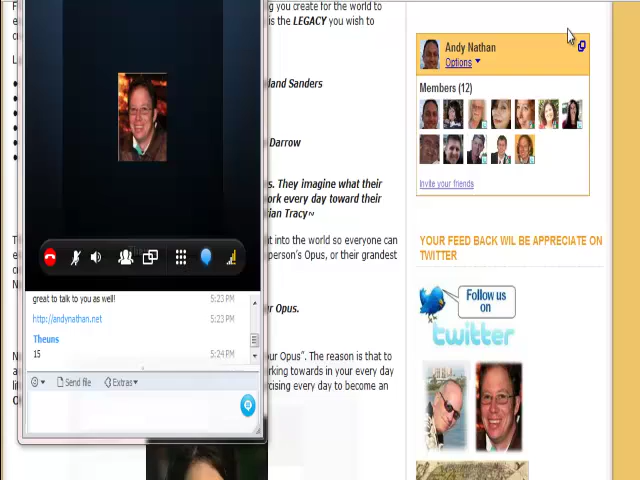 ng you create for the world to
is the LEGACY you wish to
land Sanders
Darrow
s. They imagine what their
ork every day toward their
ian Tracy~
it into the world so everyone can
person's Opus, or their grandest
r Opus.
our Opus". The reason is that to
rking towards in your every day
cising every day to become an
great to talk to you as well!
5:23 PM
http://andynathan.net
5:23 PM
Theuns
15
5:24 PM
Send file
Extras
Andy Nathan
Options
Members (12)
Invite your friends
YOUR FEED BACK WIL BE APPRECIATE ON
TWITTER
Follow us
on
twitter